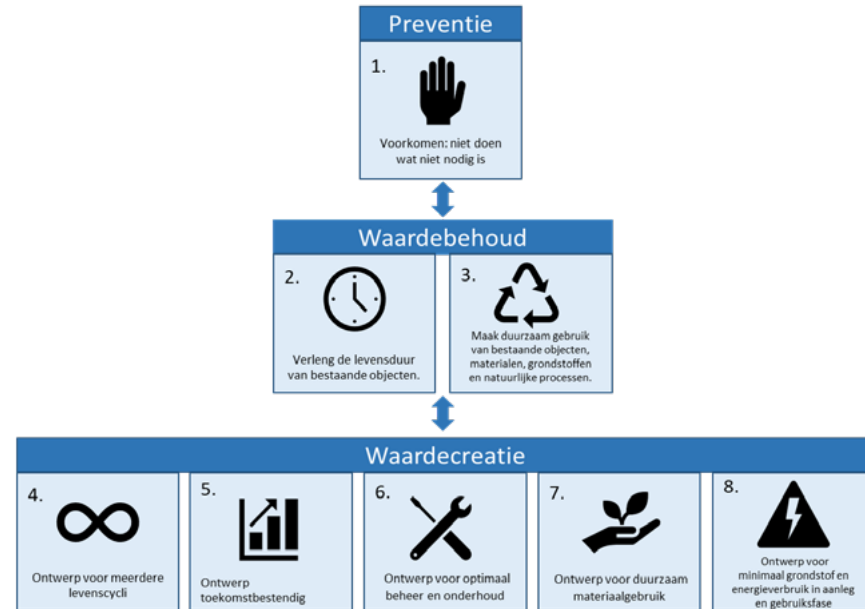 Preventie
1.
Voorkomen: niet doen
wat niet nodig is
Waardebehoud
2.
Verleng de levensduur
van bestaande objecten.
3.
Maak duurzaam gebruik
van bestaande objecten,
materialen, grondstoffen
en natuurlijke processen.
Waardecreatie
4.
Ontwerp voor meerdere
levenscycli
5.
Ontwerp
toekomstbestendig
6.
Ontwerp voor optimaal
beheer en onderhoud
7.
Ontwerp voor duurzaam
materiaalgebruik
8.
Ontwerp voor
minimaal grondstof en
energieverbruik in aanleg
en gebruiksfase